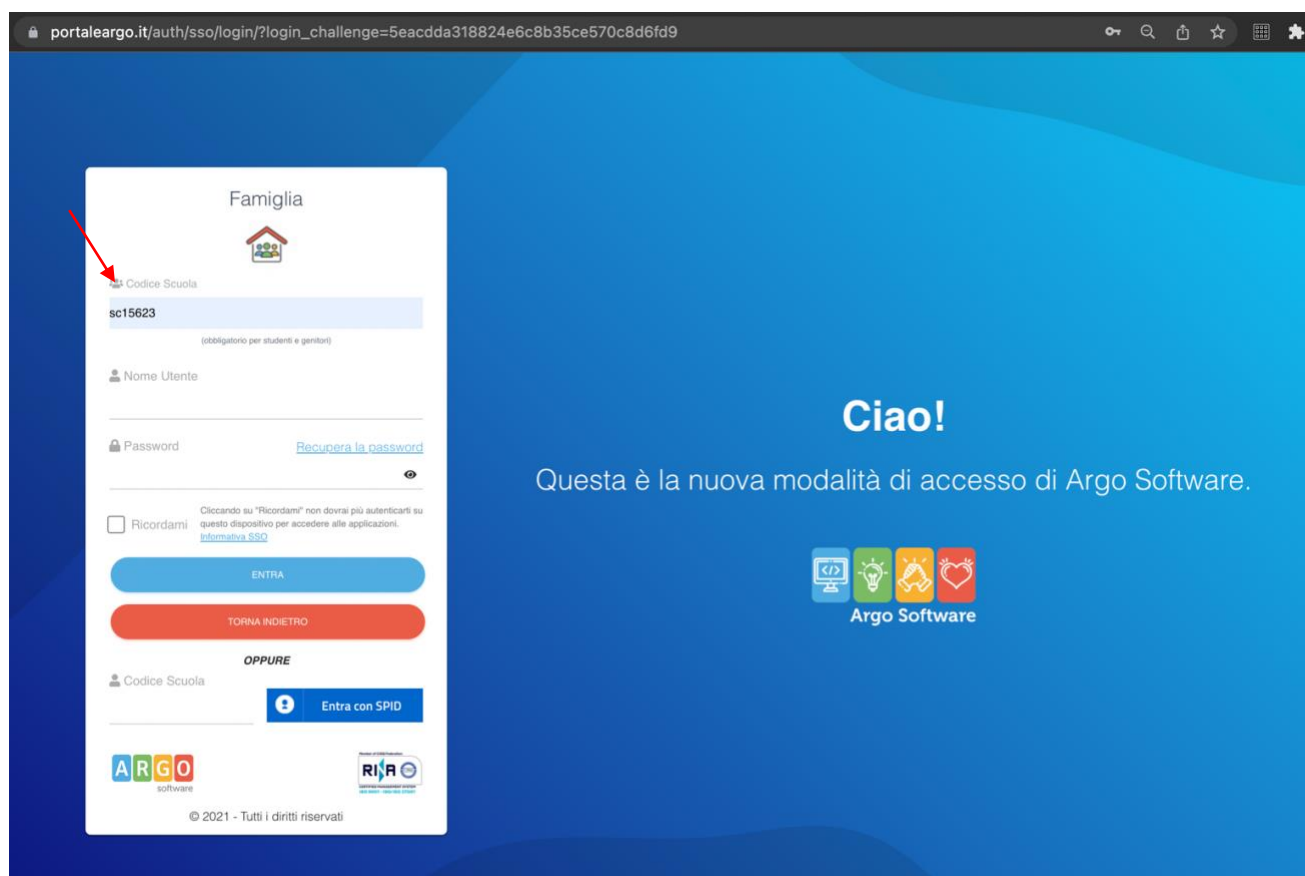 portaleargo.it/auth/sso/login/?login_challenge=5eacdda318824e6c8b35ce570c8d6fd9
Famiglia
Codice Scuola
sc15623
(obbligatorio per studenti e genitori)
Nome Utente
Password Recupera la password
Ricordami
Cliccando su "Ricordami" non dovrai più autenticarti su
questo dispositivo per accedere alle applicazioni.
Informativa SSO
ENTRA
TORNA INDIETRO
OPPURE
Codice Scuola
Entra con SPID
ARGO
software
RINA
© 2021 - Tutti i diritti riservati
Ciao!
Questa è la nuova modalità di accesso di Argo Software.
Argo Software